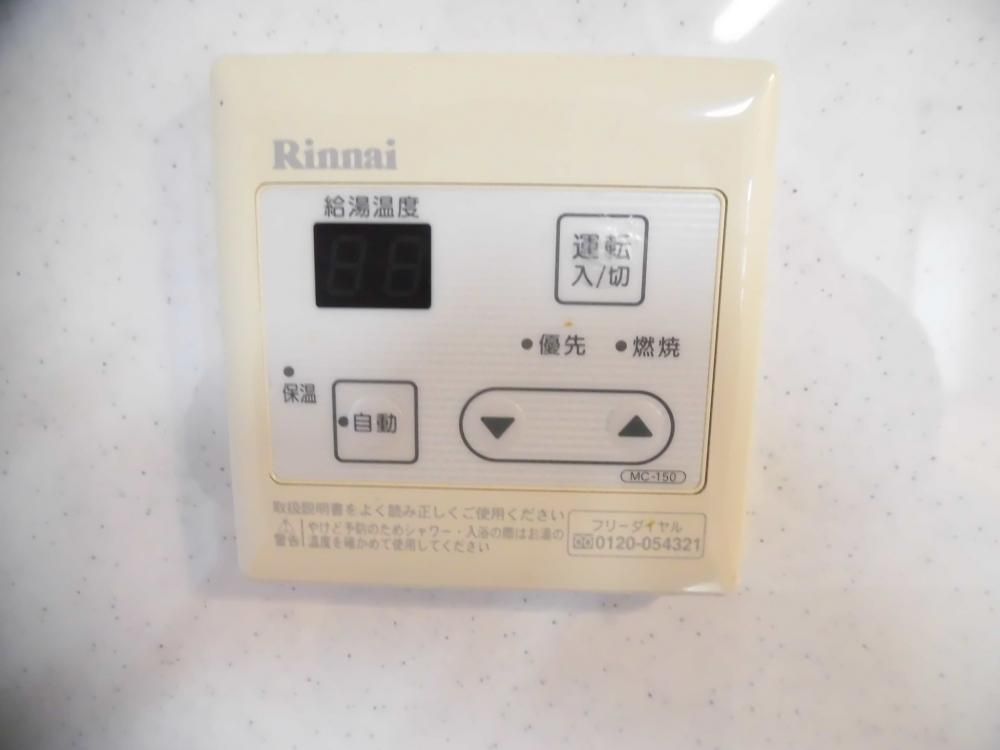 Rinnai
給湯温度
運転
入/切
優先
燃焼
保温
自動
▼
▲
MC-150
取扱説明書をよく読み正しくご使用ください
警告
やけど予防のためシャワー・入浴の際はお湯の
温度を確かめて使用してください
フリーダイヤル
0120-054321